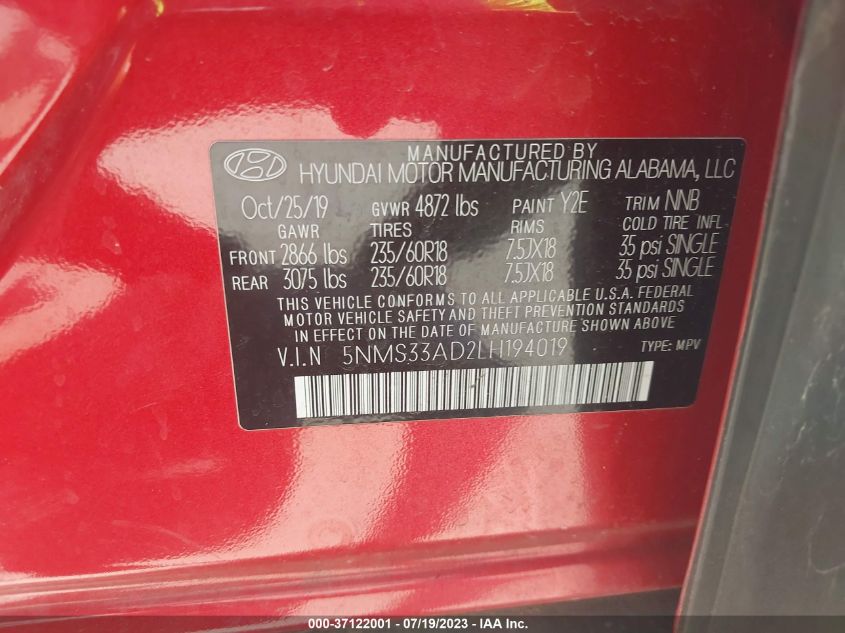 MANUFACTURED BY
HYUNDAI MOTOR MANUFACTURING ALABAMA, LLC
Oct/25/19 GVWR 4872 lbs PAINT Y2E TRIM NNB
GAWR TIRES RIMS COLD TIRE INFL.
FRONT 2866 lbs 235/60R18 7.5JX18 35 psi SINGLE
REAR 3075 lbs 235/60R18 7.5JX18 35 psi SINGLE
THIS VEHICLE CONFORMS TO ALL APPLICABLE U.S.A. FEDERAL
MOTOR VEHICLE SAFETY AND THEFT PREVENTION STANDARDS
IN EFFECT ON THE DATE OF MANUFACTURE SHOWN ABOVE
V.I.N 5NMS33AD2LH194019 TYPE: MPV
000-37122001 - 07/19/2023 - IAA Inc.